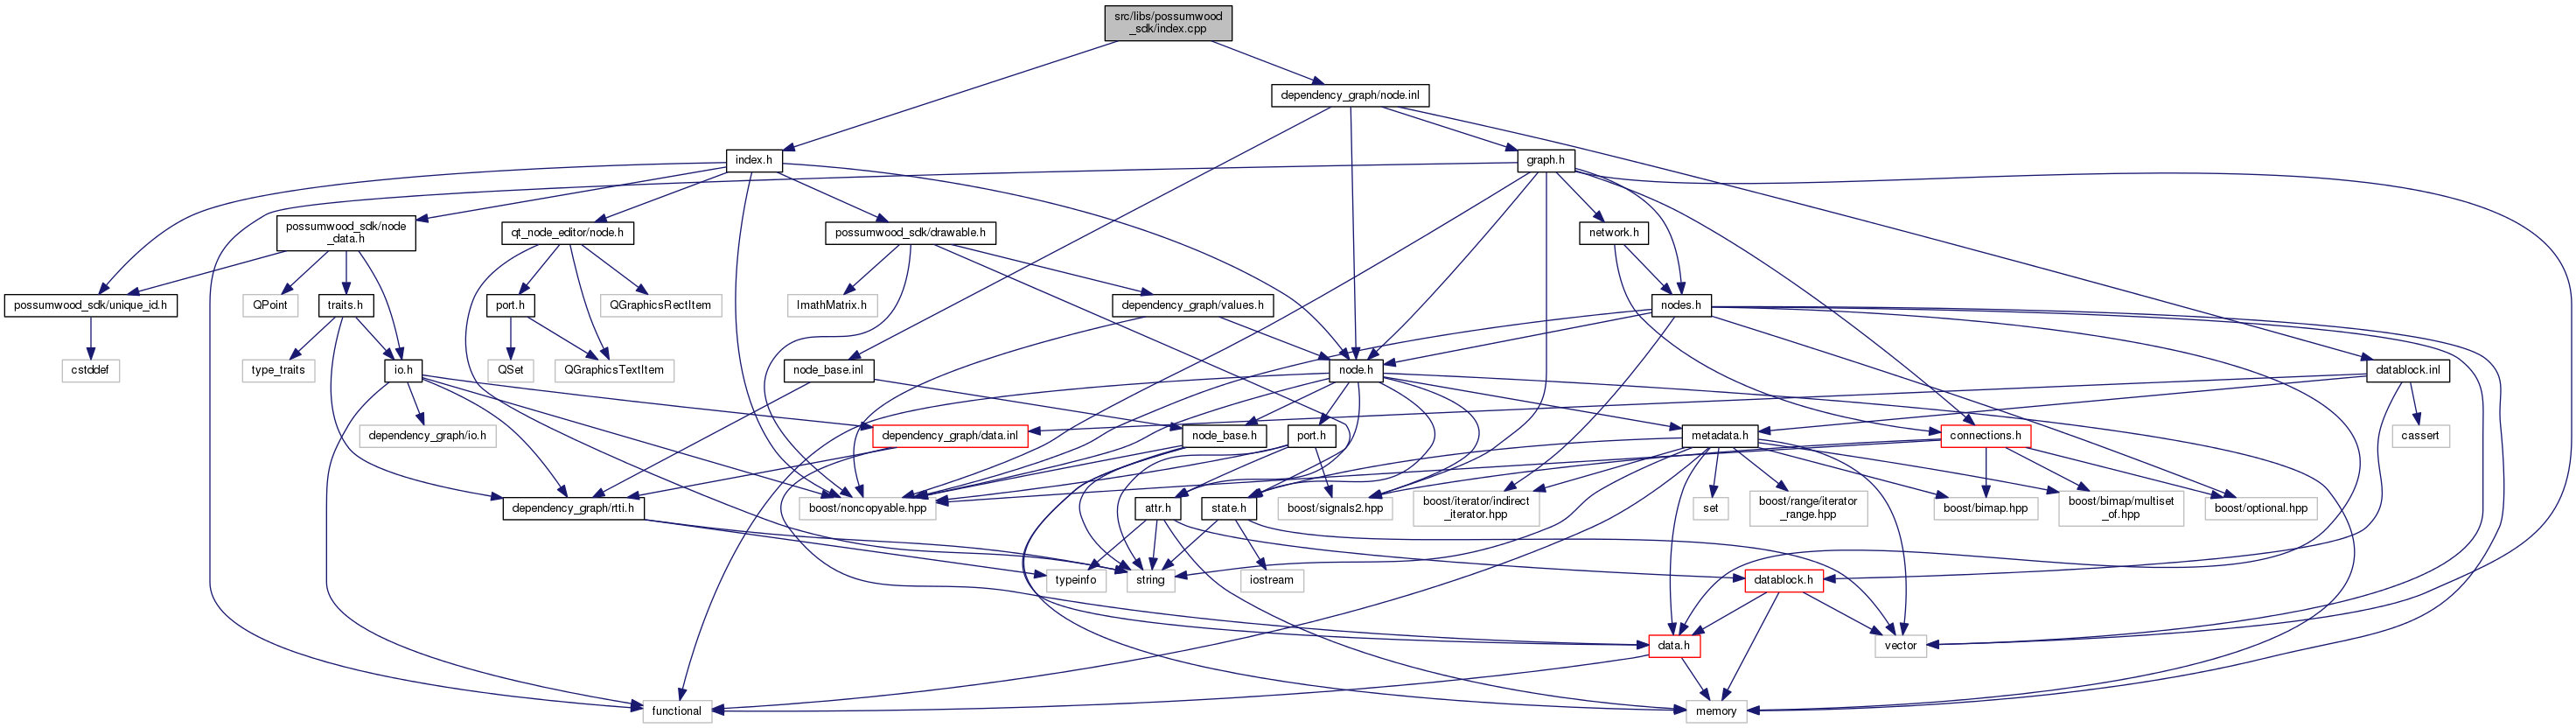 src/libs/possumwood
_sdk/index.cpp
dependency_graph/node.inl
index.h
graph.h
possumwood_sdk/node
_data.h
qt_node_editor/node.h
possumwood_sdk/drawable.h
network.h
possumwood_sdk/unique_id.h
QPoint
traits.h
port.h
QGraphicsRectItem
ImathMatrix.h
dependency_graph/values.h
nodes.h
cstddef
type_traits
io.h
QSet
QGraphicsTextItem
node_base.inl
node.h
datablock.inl
dependency_graph/io.h
dependency_graph/data.inl
node_base.h
port.h
metadata.h
connections.h
cassert
dependency_graph/rtti.h
boost/noncopyable.hpp
attr.h
state.h
boost/signals2.hpp
boost/iterator/indirect
_iterator.hpp
set
boost/range/iterator
_range.hpp
boost/bimap.hpp
boost/bimap/multiset
_of.hpp
boost/optional.hpp
typeinfo
string
iostream
datablock.h
data.h
vector
functional
memory